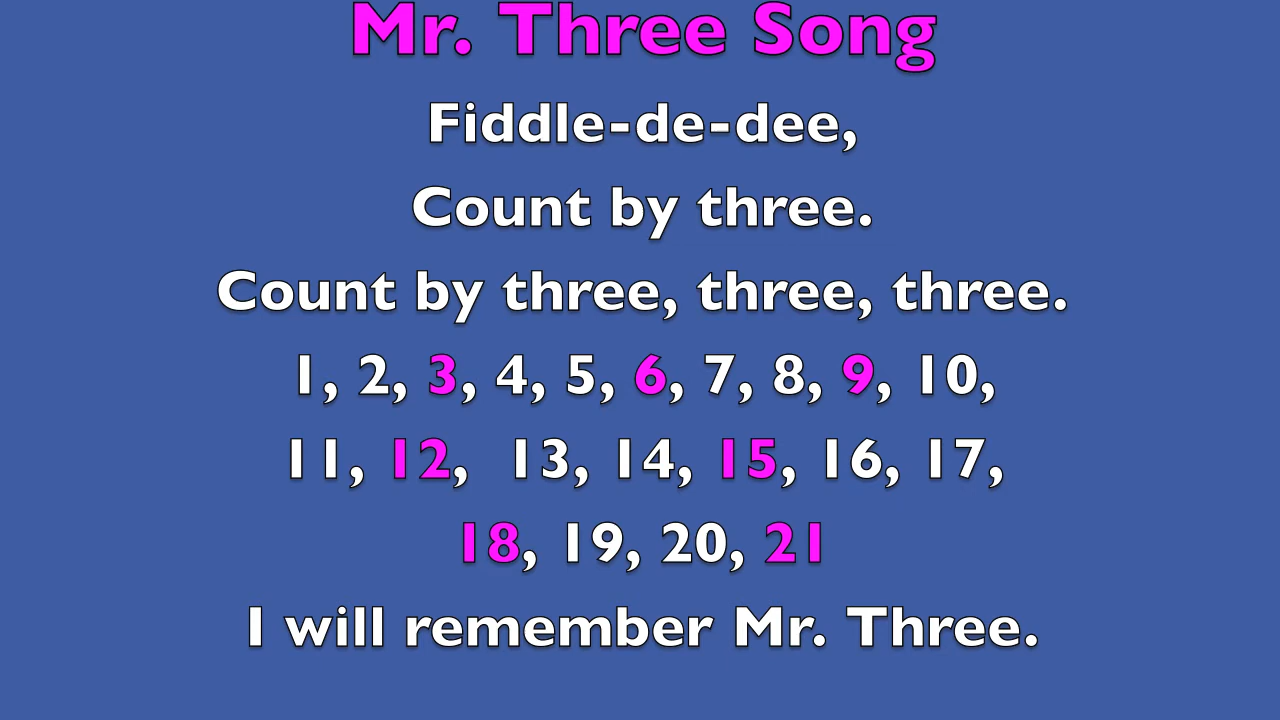 Mr. Three Song
Fiddle-de-dee,
Count by three.
Count by three, three, three.
1, 2, 3, 4, 5, 6, 7, 8, 9, 10,
11, 12, 13, 14, 15, 16, 17,
18, 19, 20, 21
I will remember Mr. Three.